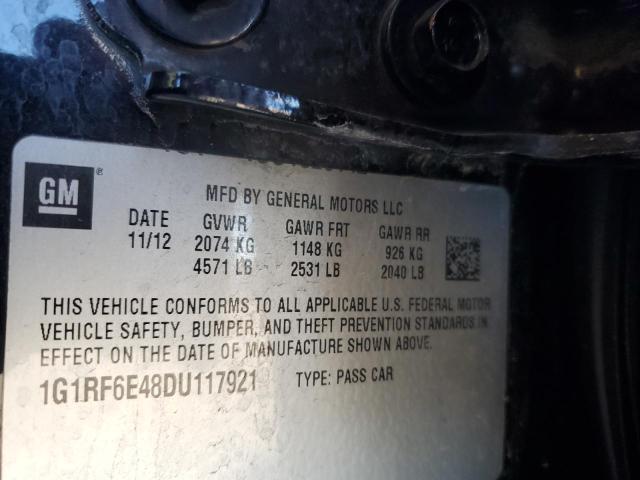 GM ®
MFD BY GENERAL MOTORS LLC
DATE GVWR GAWR FRT GAWR RR
11/12 2074 KG 1148 KG 926 KG
4571 LB 2531 LB 2040 LB
THIS VEHICLE CONFORMS TO ALL APPLICABLE U.S. FEDERAL MOTOR
VEHICLE SAFETY, BUMPER, AND THEFT PREVENTION STANDARDS IN
EFFECT ON THE DATE OF MANUFACTURE SHOWN ABOVE.
1G1RF6E48DU117921 TYPE: PASS CAR